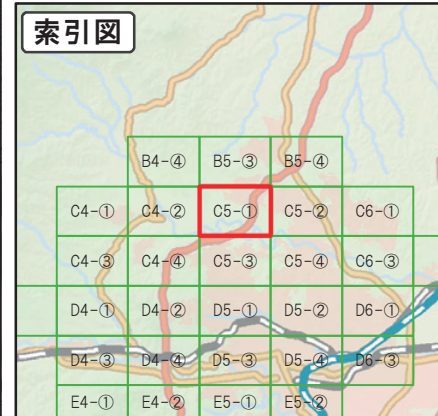 索引図
B4-④ B5-③ B5-④
C4-① C4-② C5-① C5-② C6-①
C4-③ C4-④ C5-③ C5-④ C6-③
D4-① D4-② D5-① D5-② D6-①
D4-③ D4-④ D5-③ D5-④ D6-③
E4-① E4-② E5-① E5-②